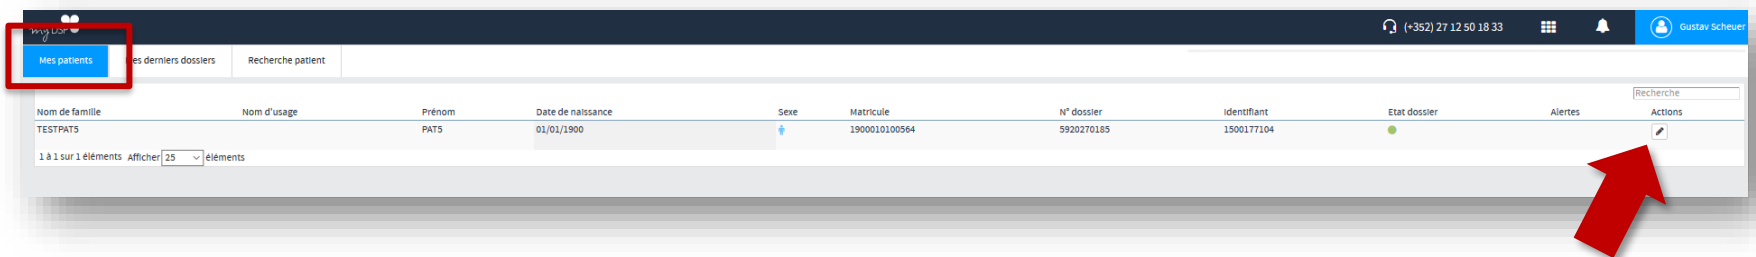 my DSP
(+352) 27 12 50 18 33
Gustav Scheuer
Mes patients
es derniers dossiers
Recherche patient
Recherche
Nom de famille Nom d'usage Prénom Date de naissance Sexe Matricule N° dossier Identifiant Etat dossier Alertes Actions
TESTPAT5 PAT5 01/01/1900 1900010100564 5920270185 1500177104
1 à 1 sur 1 éléments Afficher 25 éléments